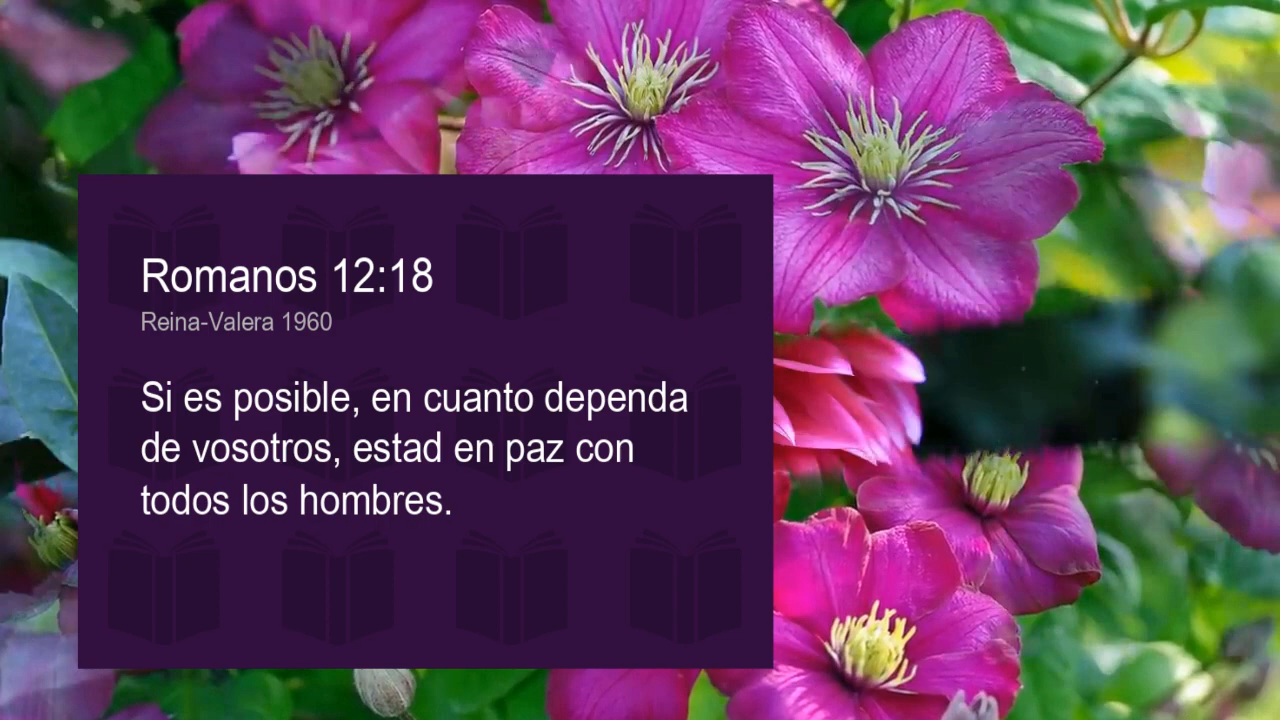 Romanos 12:18
Reina-Valera 1960
Si es posible, en cuanto dependa
de vosotros, estad en paz con
todos los hombres.